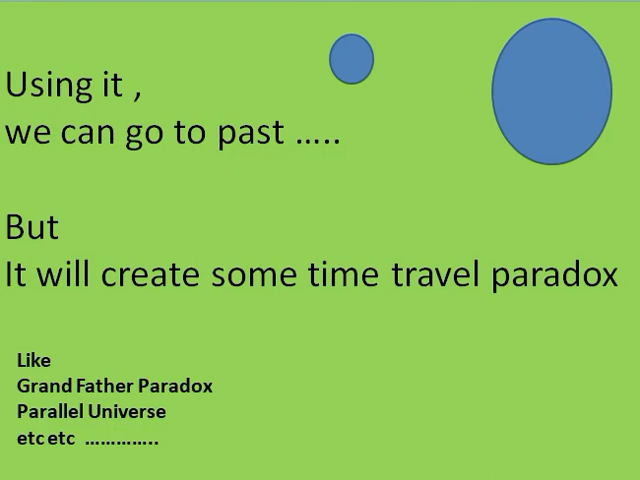 Using it ,
we can go to past …..
But
It will create some time travel paradox
Like
Grand Father Paradox
Parallel Universe
etc etc …………..